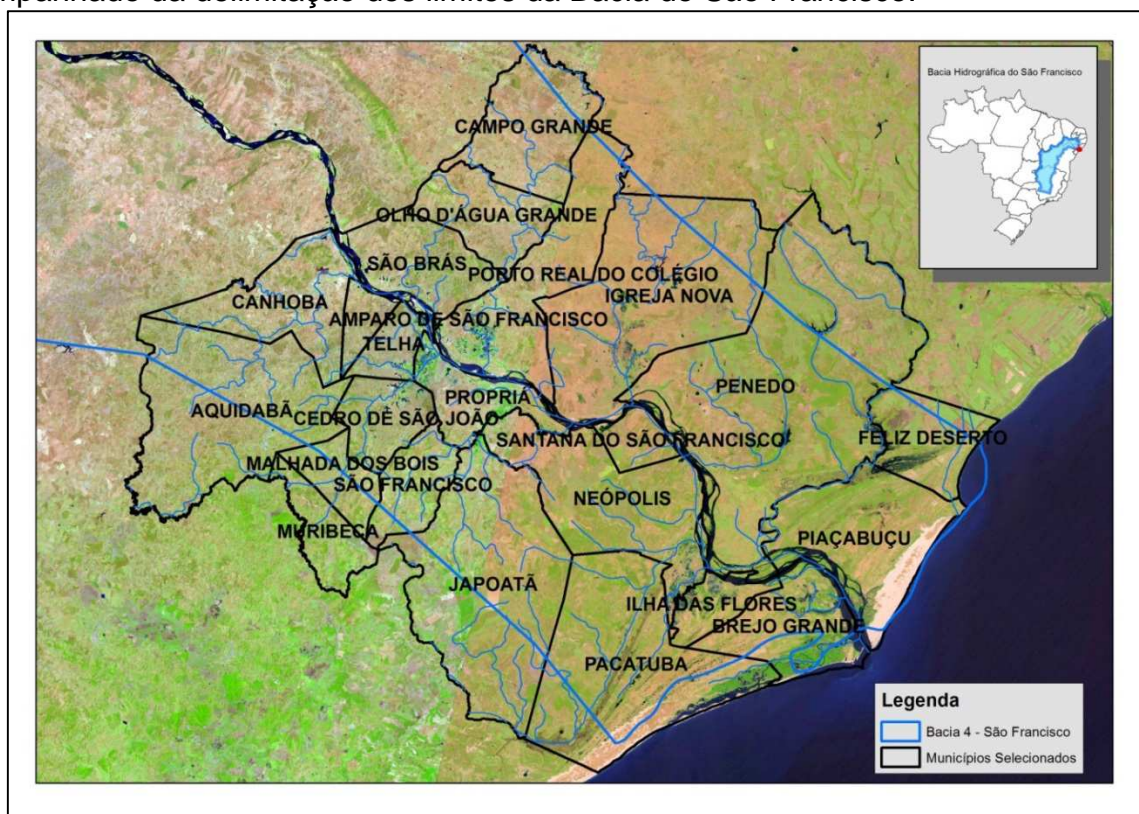 da delimitação dos limites da Bacia do São Francisco.
Bacia Hidrográfica do São Francisco
CAMPO GRANDE
OLHO D'ÁGUA GRANDE
SÃO BRÁS
PORTO REAL DO COLÉGIO
IGREJA NOVA
CANHOBA
AMPARO DE SÃO FRANCISCO
TELHA
PENEDO
PROPRIÁ
AQUIDABÃ
CEDRO DE SÃO JOÃO
SANTANA DO SÃO FRANCISCO
FELIZ DESERTO
MALHADA DOS BOIS
SÃO FRANCISCO
NEÓPOLIS
MURIBECA
PIAÇABUÇU
JAPOATÃ
ILHA DAS FLORES
BREJO GRANDE
PACATUBA
Legenda
Bacia 4 - São Francisco
Municípios Selecionados